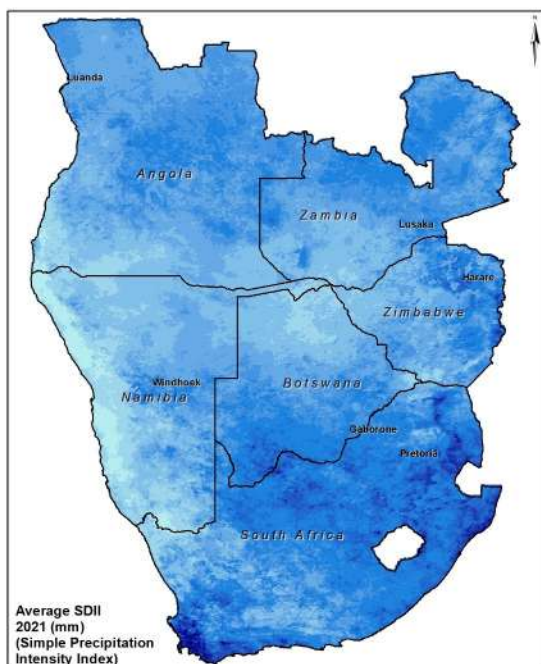 N
Luanda
Angola
Zambia
Lusaka
Harare
Zimbabwe
Windhoek
Namibia
Botswana
Gaborone
Pretoria
South Africa
Average SDII
2021 (mm)
(Simple Precipitation
Intensity Index)